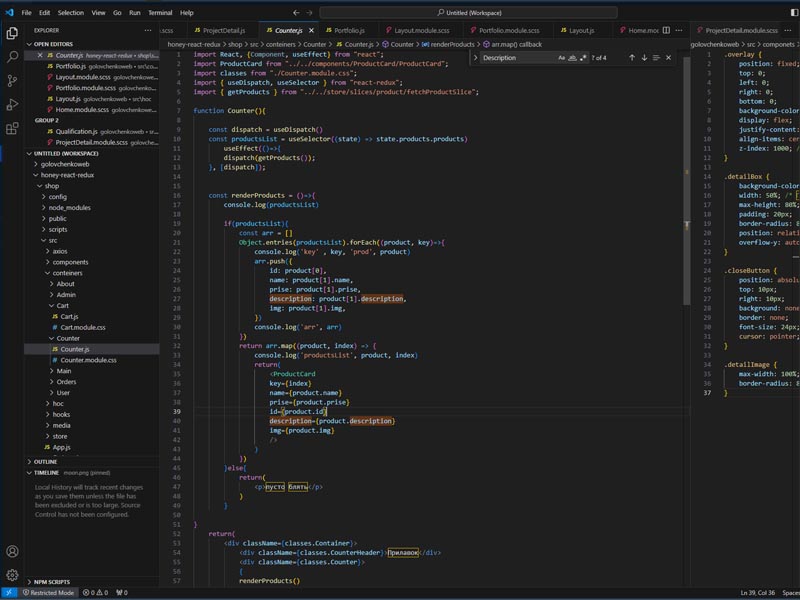 File Edit Selection View Go Run Terminal Help
Untitled (Workspace)
EXPLORER
OPEN EDITORS
Counter.js honey-react-redux • shop\s...
Portfolio.js golovchenkoweb • sr...
Layout.module.scss golovchenkowe...
Portfolio.module.scss golovchenko...
Layout.js golovchenkoweb • src\hoc
Home.module.scss golovchenkoweb...
GROUP 2
Qualification.js golovchenkoweb • sr...
ProjectDetail.module.scss golovche...
UNTITLED (WORKSPACE)
golovchenkoweb
honey-react-redux
shop
config
node_modules
public
scripts
src
axios
components
conteiners
About
Admin
Cart
Cart.js
Cart.module.css
Counter
Counter.js
Counter.module.css
Main
Orders
User
hoc
hooks
media
store
App.js
OUTLINE
TIMELINE moon.png (pinned)
Local History will track recent
changes as you save them unless the file has
been excluded or is too large. Source
Control has not been configured.
NPM SCRIPTS
ProjectDetail.js Counter.js Portfolio.js Layout.module.scss Portfolio.module.scss Layout.js Home.mo
honey-react-redux > shop > src > conteiners > Counter > Counter.js > Counter > renderProducts > arr.map() callback
Description Aa ab 7 of 4
1 import React, {Component, useEffect} from "react";
2 import ProductCard from "../../components/ProductCard/ProductCard";
3 import classes from "./Counter.module.css";
4 import { useDispatch, useSelector } from "react-redux";
5 import { getProducts } from "../../store/slices/product/fetchProductSlice";
6
7 function Counter(){
8
9 const dispatch = useDispatch()
10 const productsList = useSelector((state) => state.products.products)
11 useEffect(()=>{
12 dispatch(getProducts());
13 }, [dispatch]);
14
15
16 const renderProducts = ()=>{
17 console.log(productsList)
18
19 if(productsList){
20 const arr = []
21 Object.entries(productsList).forEach((product, key)=>{
22 console.log('key' , key, 'prod', product)
23 arr.push({
24 id: product[0],
25 name: product[1].name,
26 prise: product[1].prise,
27 description: product[1].description,
28 img: product[1].img,
29 })
30 console.log('arr', arr)
31 })
32 return arr.map((product, index) => {
33 console.log('productsList', product, index)
34 return(
35 <ProductCard
36 key={index}
37 name={product.name}
38 prise={product.prise}
39 id={product.id}
40 description={product.description}
41 img={product.img}
42 />
43 )
44 })
45 }else{
46 return(
47 <p>пусто блять</p>
48 )
49 }
50
51 }
52 return(
53 <div className={classes.Container}>
54 <div className={classes.CounterHeader}>Прилавок</div>
55 <div className={classes.Counter}>
56 {
57 renderProducts()
ProjectDetail.module.scss
golovchenkoweb > src > componets >
1 .overlay {
2 position: fixed;
3 top: 0;
4 left: 0;
5 right: 0;
6 bottom: 0;
7 background-color
8 display: flex;
9 justify-content:
10 align-items: cen
11 z-index: 1000; /
12 }
13
14 .detailBox {
15 background-color
16 width: 50%; /*
17 max-height: 80%;
18 padding: 20px;
19 border-radius: 8
20 position: relati
21 overflow-y: auto
22 }
23
24 .closeButton {
25 position: absolu
26 top: 10px;
27 right: 10px;
28 background: none
29 border: none;
30 font-size: 24px;
31 cursor: pointer;
32 }
33
34 .detailImage {
35 max-width: 100%;
36 border-radius: 8
37 }
Restricted Mode 0 0 0 Ln 39, Col 36 Spaces